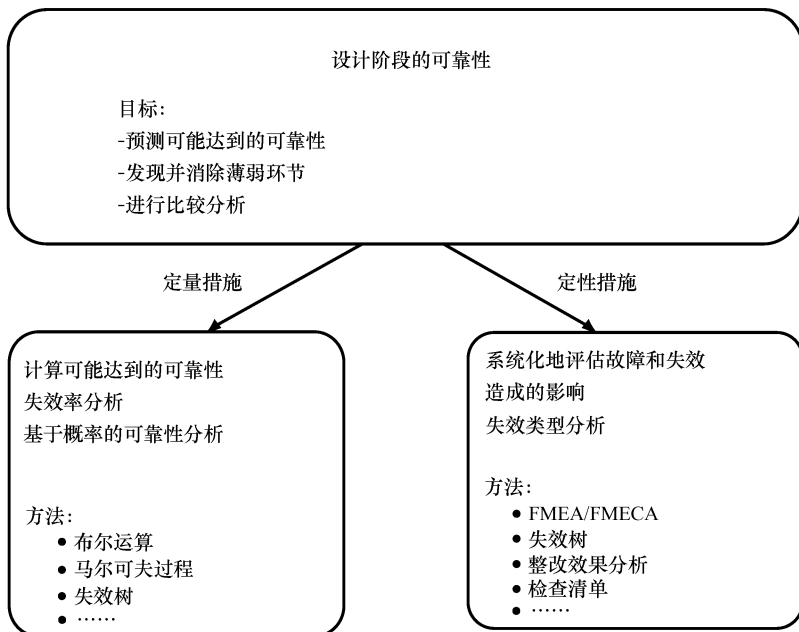 设计阶段的可靠性
目标：
-预测可能达到的可靠性
-发现并消除薄弱环节
-进行比较分析
定量措施
定性措施
计算可能达到的可靠性
失效率分析
基于概率的可靠性分析
方法：
• 布尔运算
• 马尔可夫过程
• 失效树
• ……
系统化地评估故障和失效
造成的影响
失效类型分析
方法：
• FMEA/FMECA
• 失效树
• 整改效果分析
• 检查清单
• ……